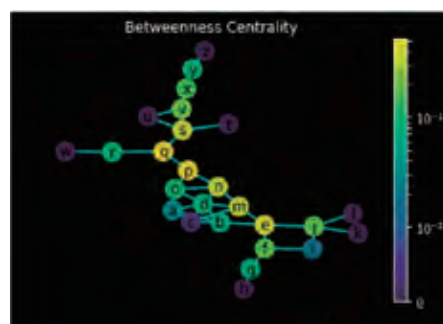 Betweenness Centrality
z
y
x
v
u
s
t
w
r
q
p
n
o
d
m
a
c
b
e
j
l
k
f
i
g
h
10⁻¹
10⁻²
0